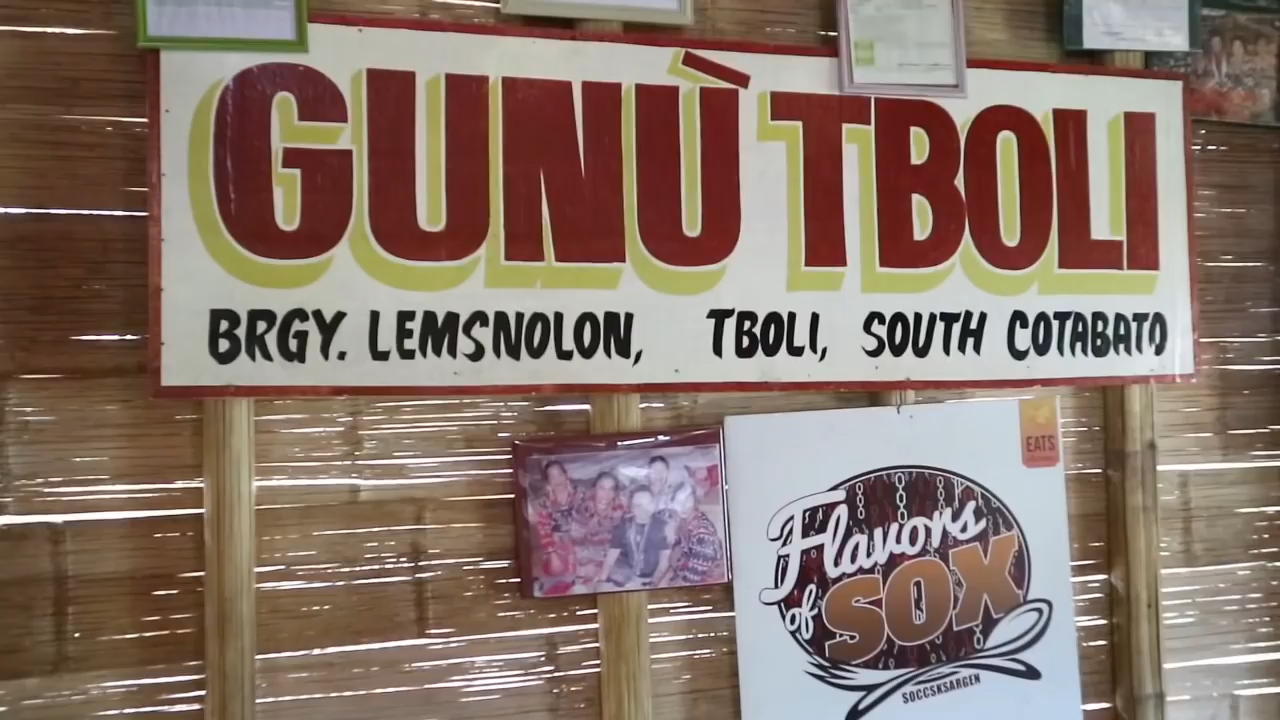 GUNÙ TBOLI
BRGY. LEMSNOLON, TBOLI, SOUTH COTABATO
EATS
Flavors
of SOX
SOCCSKSARGEN